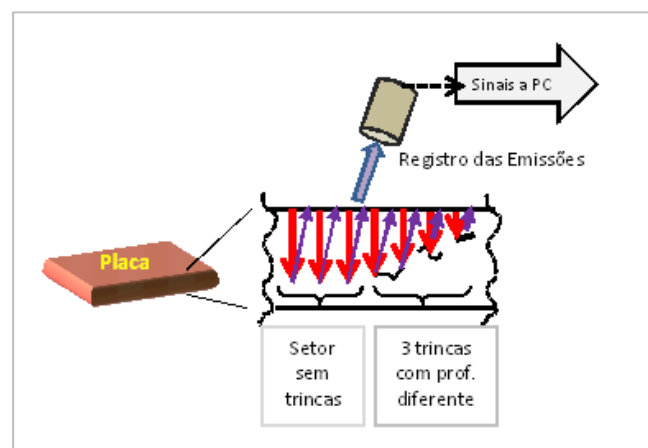 Sinais a PC
Registro das Emissões
Placa
Setor
sem
trincas
3 trincas
com prof.
diferente